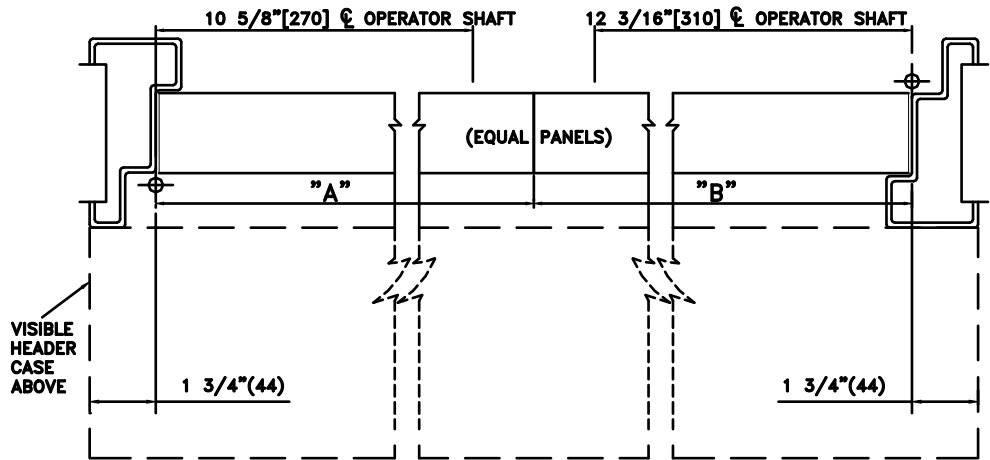 10 5/8"[270] ℄ OPERATOR SHAFT
12 3/16"[310] ℄ OPERATOR SHAFT
(EQUAL PANELS)
"A"
"B"
VISIBLE
HEADER
CASE
ABOVE
1 3/4"(44)
1 3/4"(44)